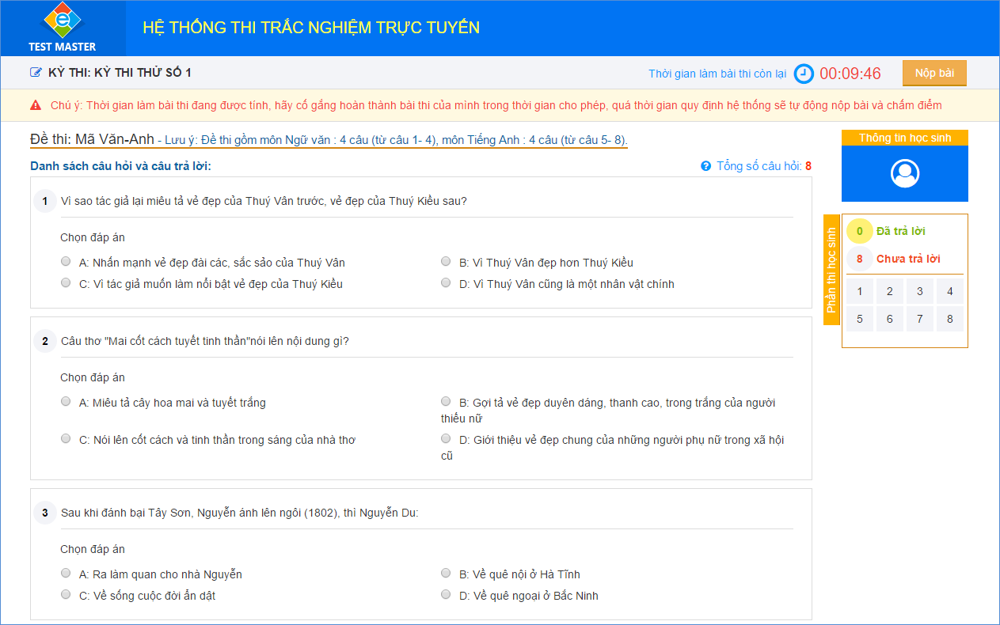 e
TEST MASTER
HỆ THỐNG THI TRẮC NGHIỆM TRỰC TUYẾN
KỲ THI: KỲ THI THỬ SỐ 1
Thời gian làm bài thi còn lại 00:09:46 Nộp bài
Chú ý: Thời gian làm bài thi đang được tính, hãy cố gắng hoàn thành bài thi của mình trong thời gian cho phép, quá thời gian quy định hệ thống sẽ tự động nộp bài và chấm điểm
Đề thi: Mã Văn-Anh - Lưu ý: Đề thi gồm môn Ngữ văn : 4 câu (từ câu 1- 4), môn Tiếng Anh : 4 câu (từ câu 5- 8).
Danh sách câu hỏi và câu trả lời:
Tổng số câu hỏi: 8
1 Vì sao tác giả lại miêu tả vẻ đẹp của Thuý Vân trước, vẻ đẹp của Thuý Kiều sau?
Chọn đáp án
A: Nhấn mạnh vẻ đẹp đài các, sắc sảo của Thuý Vân
B: Vì Thuý Vân đẹp hơn Thuý Kiều
C: Vì tác giả muốn làm nổi bật vẻ đẹp của Thuý Kiều
D: Vì Thuý Vân cũng là một nhân vật chính
2 Câu thơ "Mai cốt cách tuyết tinh thần"nói lên nội dung gì?
Chọn đáp án
A: Miêu tả cây hoa mai và tuyết trắng
B: Gợi tả vẻ đẹp duyên dáng, thanh cao, trong trắng của người
thiếu nữ
C: Nói lên cốt cách và tinh thần trong sáng của nhà thơ
D: Giới thiệu vẻ đẹp chung của những người phụ nữ trong xã hội
cũ
3 Sau khi đánh bại Tây Sơn, Nguyễn ánh lên ngôi (1802), thì Nguyễn Du:
Chọn đáp án
A: Ra làm quan cho nhà Nguyễn
B: Về quê nội ở Hà Tĩnh
C: Về sống cuộc đời ẩn dật
D: Về quê ngoại ở Bắc Ninh
Thông tin học sinh
Phần thi học sinh
0 Đã trả lời
8 Chưa trả lời
1 2 3 4
5 6 7 8